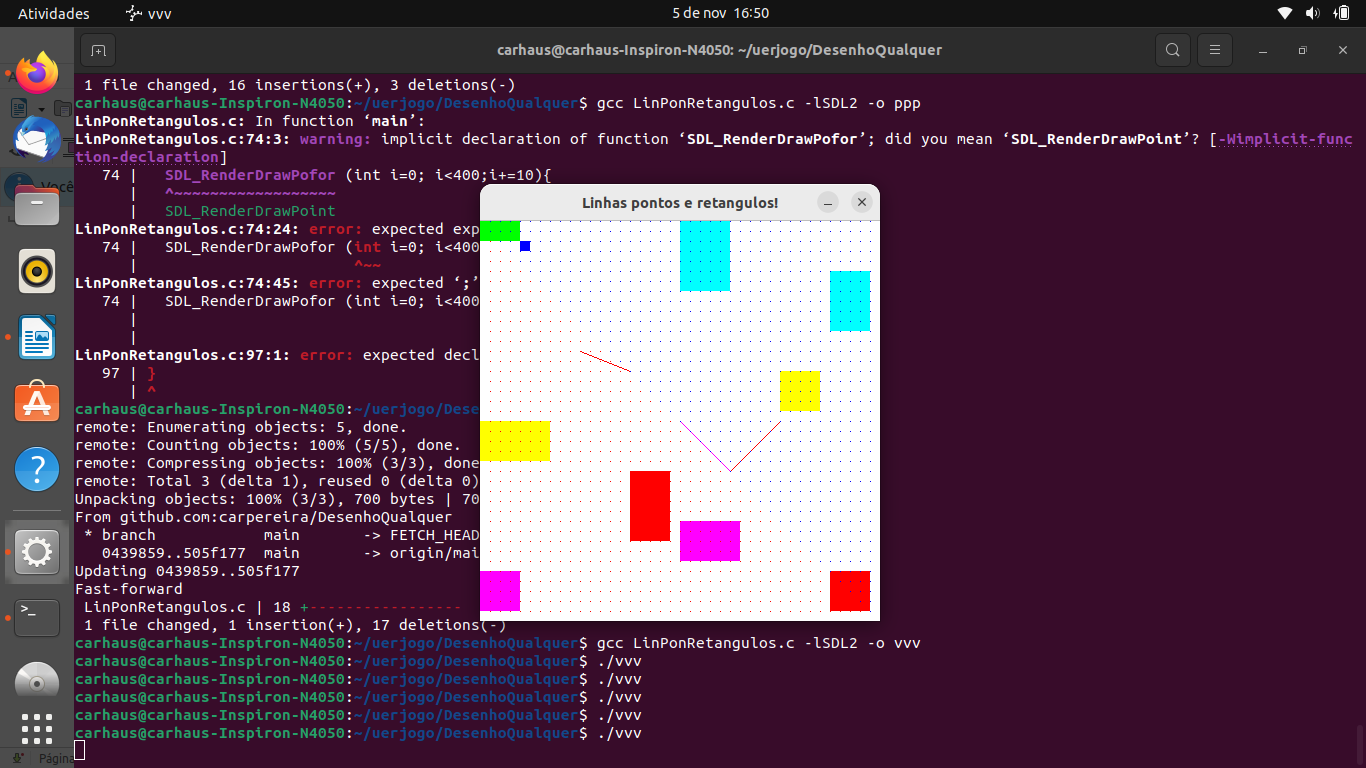 Atividades
vvv
5 de nov  16:50
carhaus@carhaus-Inspiron-N4050: ~/uerjogo/DesenhoQualquer
1 file changed, 16 insertions(+), 3 deletions(-)
carhaus@carhaus-Inspiron-N4050:~/uerjogo/DesenhoQualquer$ gcc LinPonRetangulos.c -lSDL2 -o ppp
LinPonRetangulos.c: In function ‘main’:
LinPonRetangulos.c:74:3: warning: implicit declaration of function ‘SDL_RenderDrawPofor’; did you mean ‘SDL_RenderDrawPoint’? [-Wimplicit-func
tion-declaration]
74 |   SDL_RenderDrawPofor (int i=0; i<400;i+=10){
|   ^~~~~~~~~~~~~~~~~~~
|   SDL_RenderDrawPoint
LinPonRetangulos.c:74:24: error: expected exp
74 |   SDL_RenderDrawPofor (int i=0; i<400
|                        ^~~
LinPonRetangulos.c:74:45: error: expected ‘;’
74 |   SDL_RenderDrawPofor (int i=0; i<400
|
|
LinPonRetangulos.c:97:1: error: expected decl
97 | }
| ^
carhaus@carhaus-Inspiron-N4050:~/uerjogo/Dese
remote: Enumerating objects: 5, done.
remote: Counting objects: 100% (5/5), done.
remote: Compressing objects: 100% (3/3), done
remote: Total 3 (delta 1), reused 0 (delta 0)
Unpacking objects: 100% (3/3), 700 bytes | 70
From github.com:carpereira/DesenhoQualquer
* branch            main       -> FETCH_HEAD
0439859..505f177  main       -> origin/mai
Updating 0439859..505f177
Fast-forward
LinPonRetangulos.c | 18 +-----------------
1 file changed, 1 insertion(+), 17 deletions(-)
carhaus@carhaus-Inspiron-N4050:~/uerjogo/DesenhoQualquer$ gcc LinPonRetangulos.c -lSDL2 -o vvv
carhaus@carhaus-Inspiron-N4050:~/uerjogo/DesenhoQualquer$ ./vvv
carhaus@carhaus-Inspiron-N4050:~/uerjogo/DesenhoQualquer$ ./vvv
carhaus@carhaus-Inspiron-N4050:~/uerjogo/DesenhoQualquer$ ./vvv
carhaus@carhaus-Inspiron-N4050:~/uerjogo/DesenhoQualquer$ ./vvv
carhaus@carhaus-Inspiron-N4050:~/uerjogo/DesenhoQualquer$ ./vvv
Linhas pontos e retangulos!
Você
Página